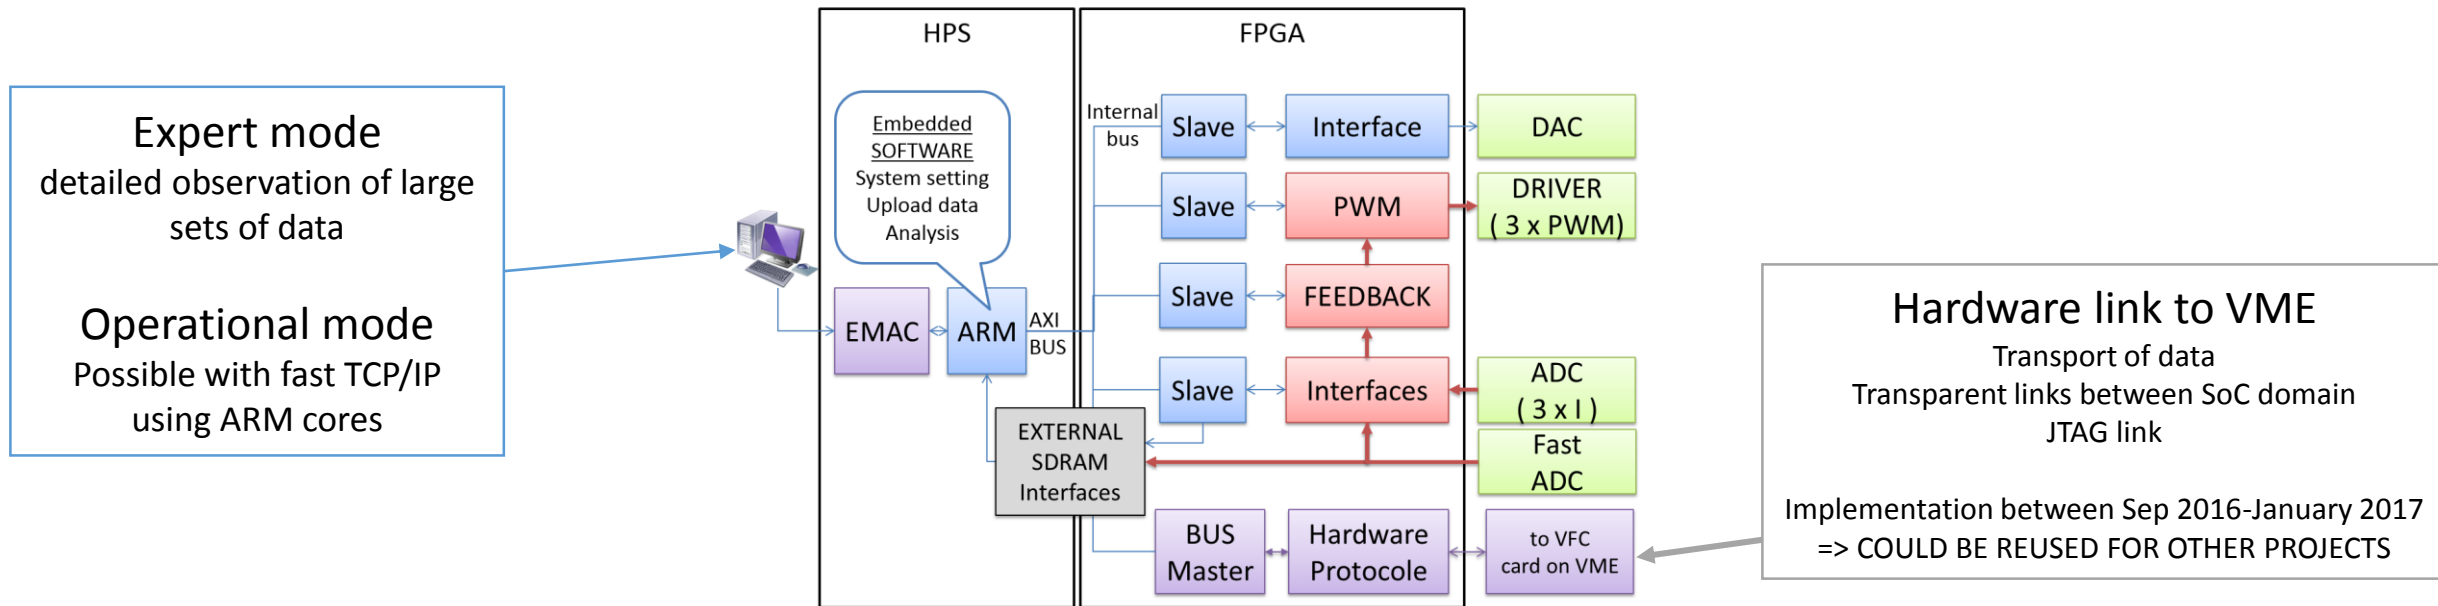 Expert mode
detailed observation of large
sets of data
Operational mode
Possible with fast TCP/IP
using ARM cores
HPS
Embedded
SOFTWARE
System setting
Upload data
Analysis
EMAC
ARM
AXI
BUS
EXTERNAL
SDRAM
Interfaces
FPGA
Internal
bus
Slave
Interface
DAC
Slave
PWM
DRIVER
( 3 x PWM)
Slave
FEEDBACK
Slave
Interfaces
ADC
( 3 x I )
Fast
ADC
BUS
Master
Hardware
Protocole
to VFC
card on VME
Hardware link to VME
Transport of data
Transparent links between SoC domain
JTAG link
Implementation between Sep 2016-January 2017
=> COULD BE REUSED FOR OTHER PROJECTS